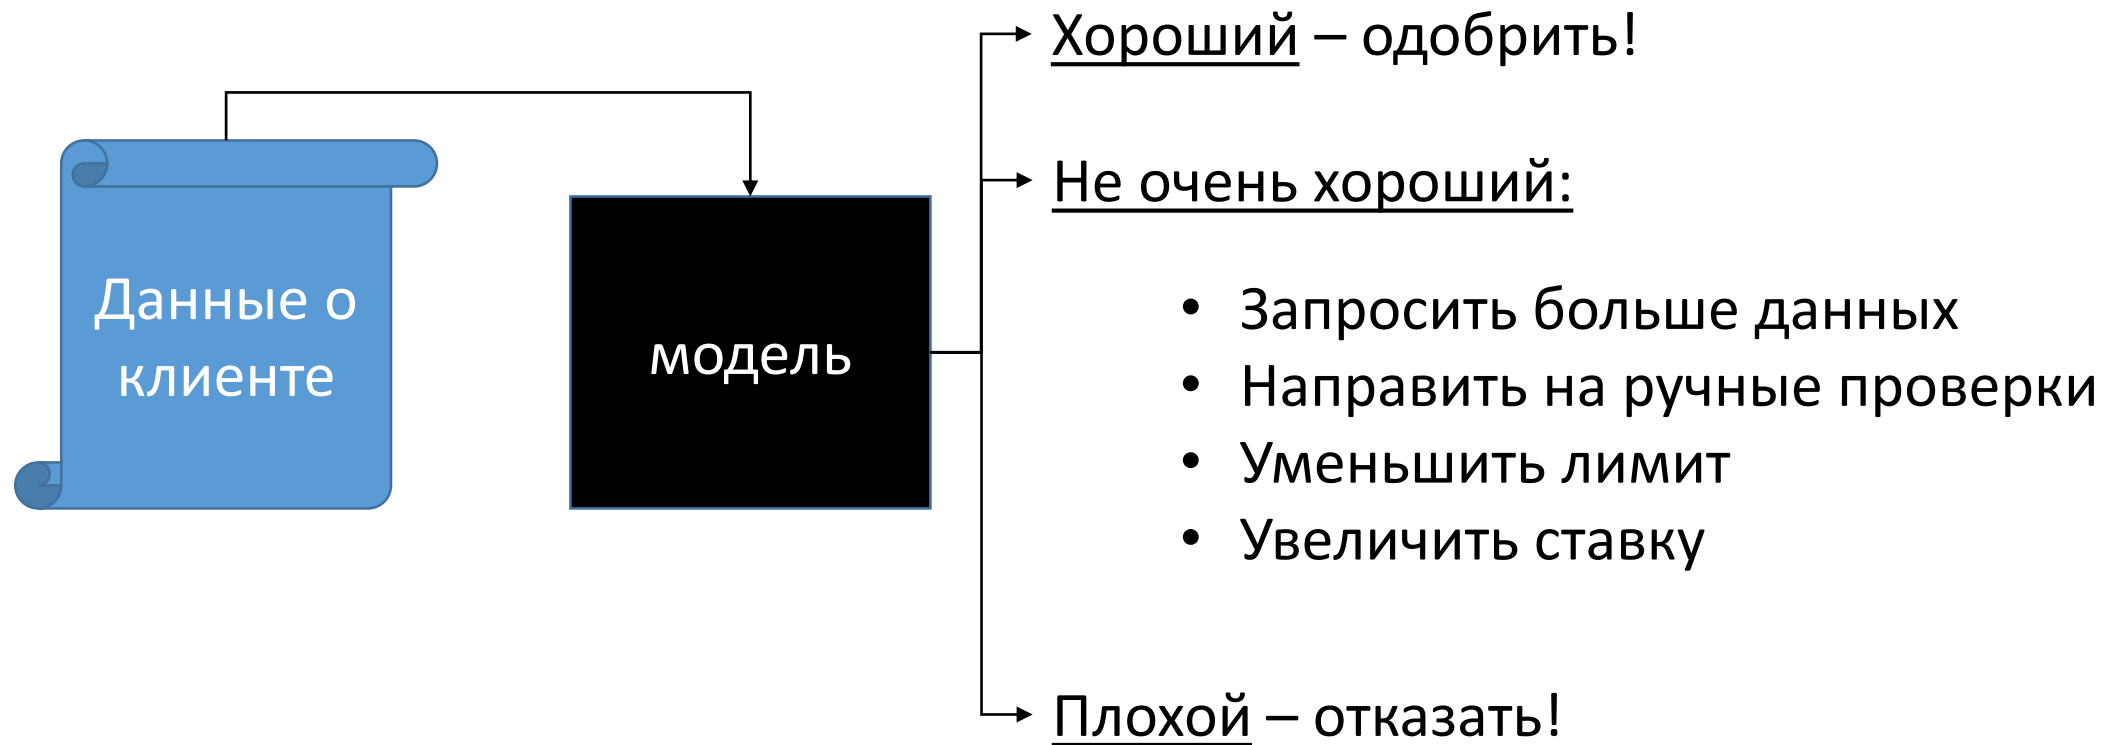 Данные о
клиенте
модель
Хороший – одобрить!
Не очень хороший:
• Запросить больше данных
• Направить на ручные проверки
• Уменьшить лимит
• Увеличить ставку
Плохой – отказать!